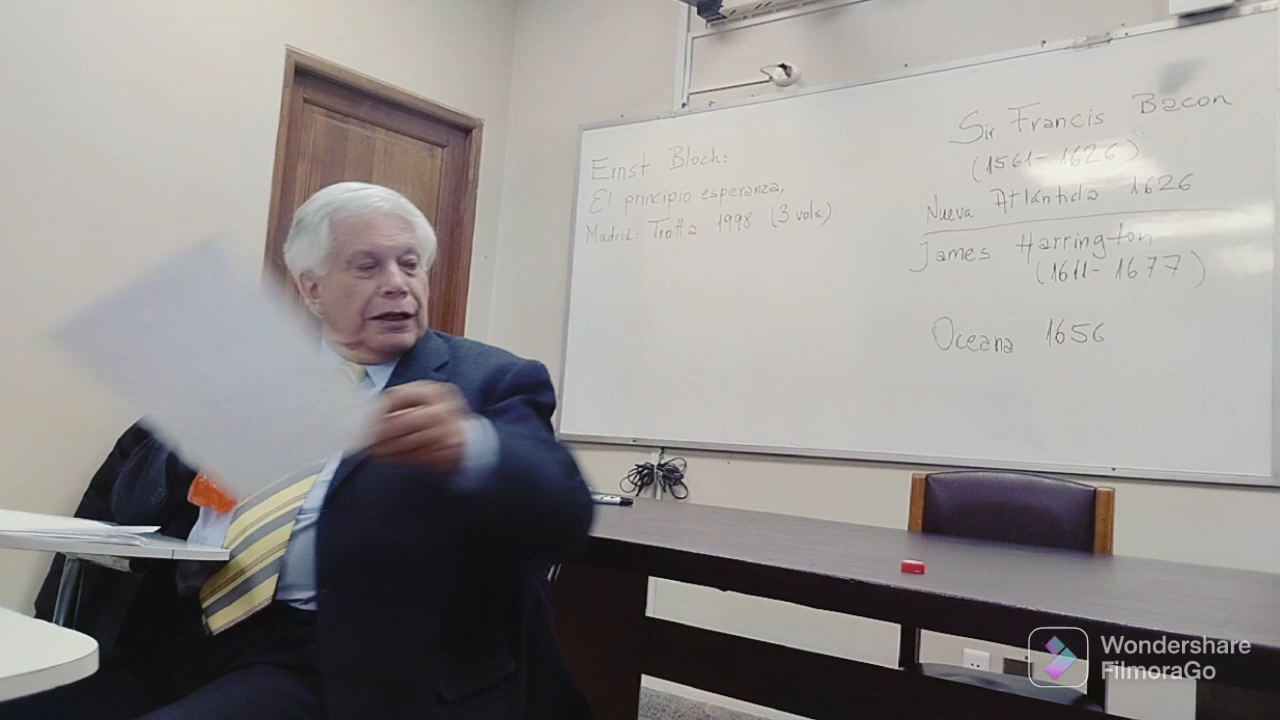 Ernst Bloch:
El principio esperanza,
Madrid: Trotta 1998 (3 vols)
Sir Francis Bacon
(1561-1626)
Nueva Atlántida 1626
James Harrington
(1611-1677)
Oceana 1656
Wondershare
FilmoraGo